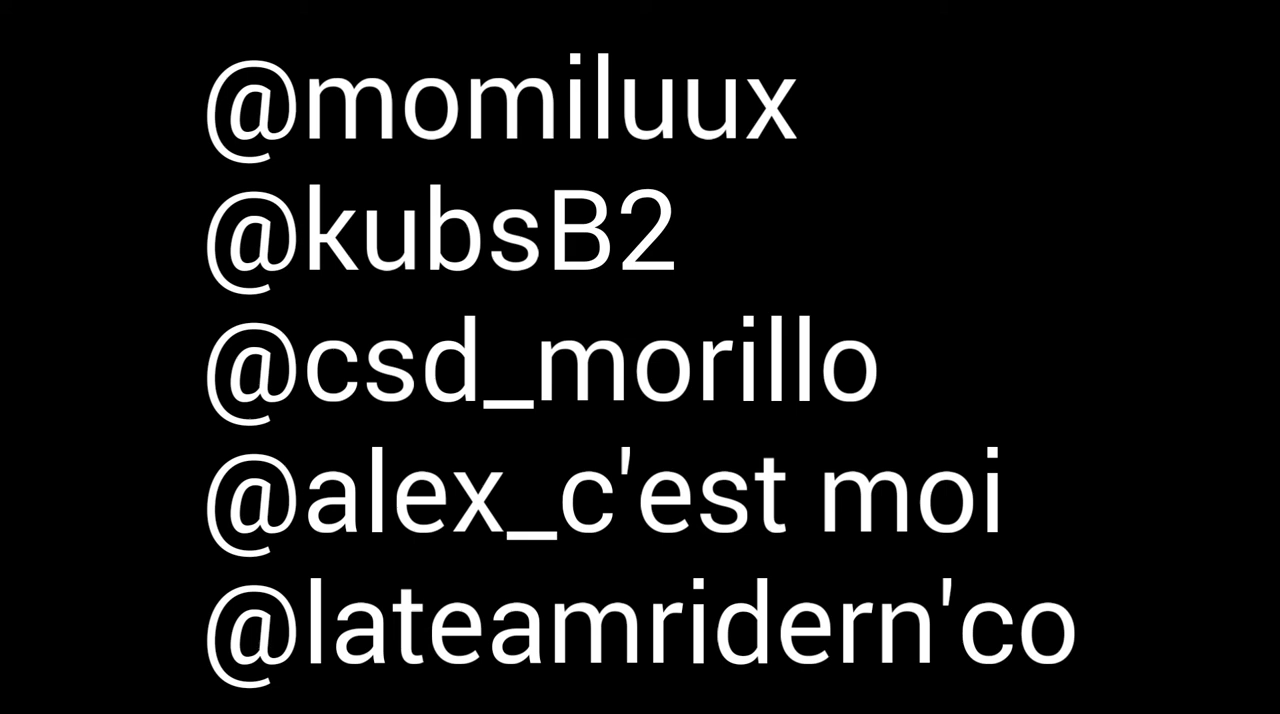 @momiluux
@kubsB2
@csd_morillo
@alex_c'est moi
@lateamridern'co